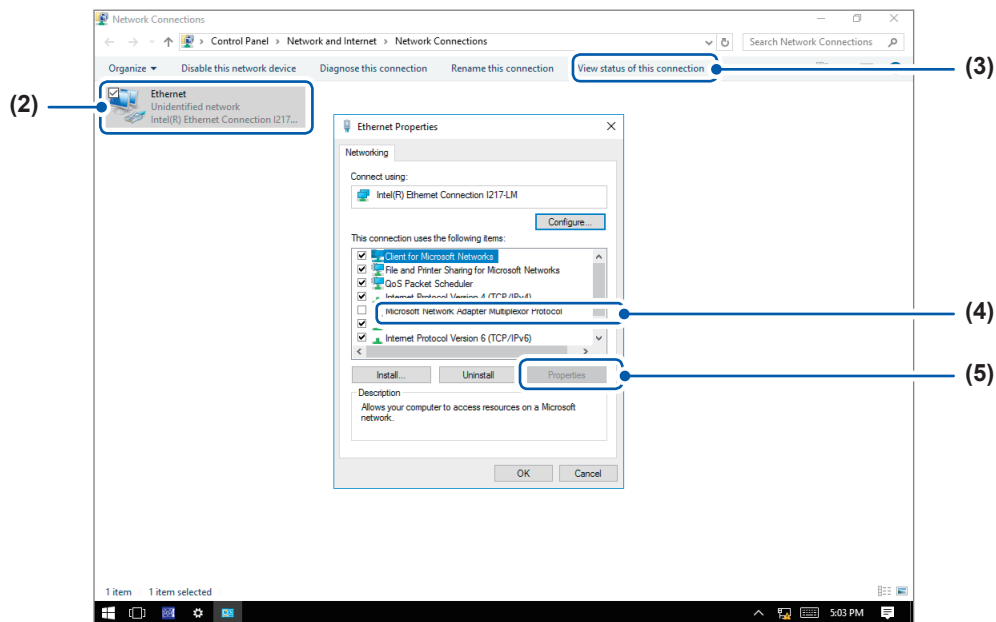 Network Connections
Control Panel > Network and Internet > Network Connections
Search Network Connections
Organize
Disable this network device
Diagnose this connection
Rename this connection
View status of this connection
(3)
(2)
Ethernet
Unidentified network
Intel(R) Ethernet Connection I217...
Ethernet Properties
Networking
Connect using:
Intel(R) Ethernet Connection I217-LM
Configure...
This connection uses the following items:
Client for Microsoft Networks
File and Printer Sharing for Microsoft Networks
QoS Packet Scheduler
Internet Protocol Version 4 (TCP/IPv4)
Microsoft Network Adapter Multiplexor Protocol
(4)
Internet Protocol Version 6 (TCP/IPv6)
Install...
Uninstall
Properties
(5)
Description
Allows your computer to access resources on a Microsoft
network.
OK
Cancel
1 item
1 item selected
5:03 PM